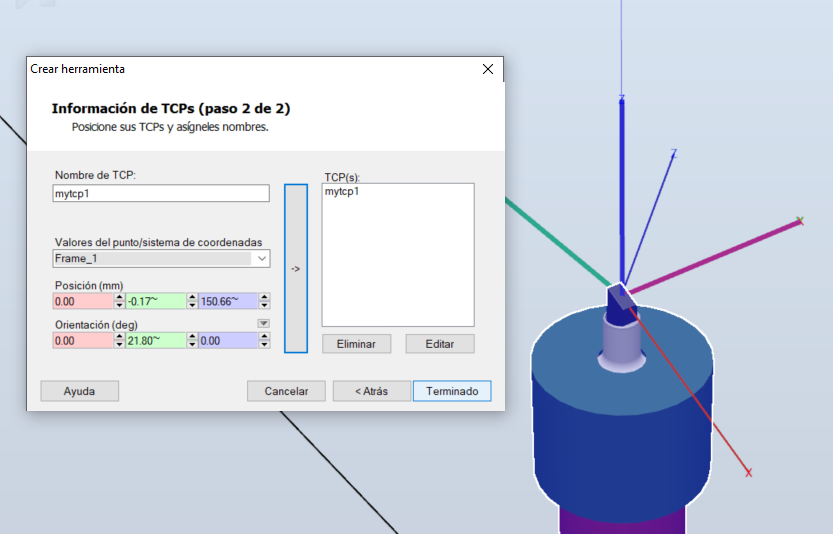 Crear herramienta
Información de TCPs (paso 2 de 2)
Posicione sus TCPs y asígneles nombres.
Nombre de TCP:
mytcp1
Valores del punto/sistema de coordenadas
Frame_1
Posición (mm)
0.00 -0.17~ 150.66~
Orientación (deg)
0.00 21.80~ 0.00
->
TCP(s):
mytcp1
Eliminar Editar
Ayuda Cancelar < Atrás Terminado
Z
Z
X
X